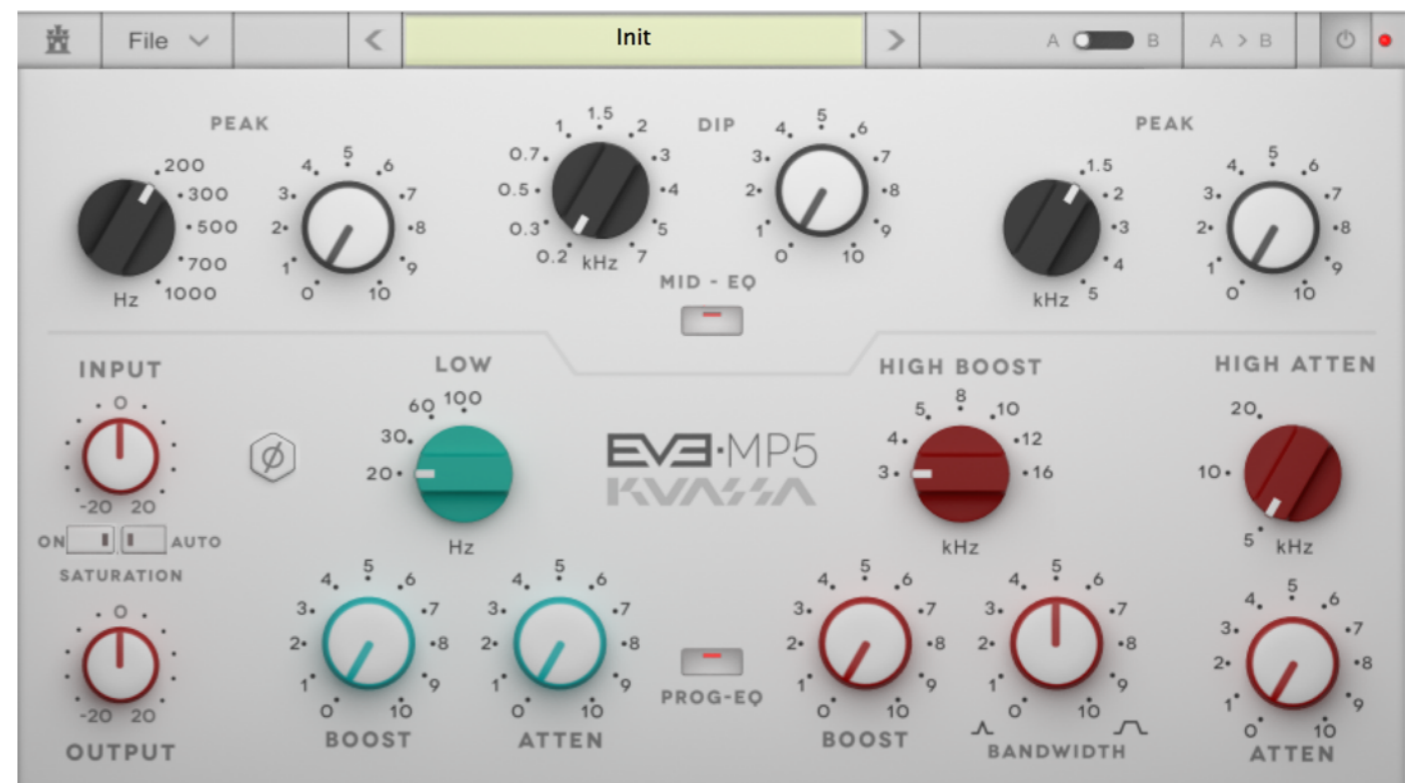 File
Init
A B
A > B
PEAK
200
300
500
700
1000
Hz
0 1 2 3 4 5 6 7 8 9 10
0.2 0.3 0.5 0.7 1 1.5 2 3 4 5 7
kHz
DIP
0 1 2 3 4 5 6 7 8 9 10
MID - EQ
PEAK
1.5
2
3
4
5
kHz
0 1 2 3 4 5 6 7 8 9 10
INPUT
0
-20 20
ON AUTO
SATURATION
0
-20 20
OUTPUT
LOW
20 30 60 100
Hz
0 1 2 3 4 5 6 7 8 9 10
BOOST
0 1 2 3 4 5 6 7 8 9 10
ATTEN
EVE·MP5
KUASSA
PROG-EQ
HIGH BOOST
3 4 5 8 10 12 16
kHz
0 1 2 3 4 5 6 7 8 9 10
BOOST
0 1 2 3 4 5 6 7 8 9 10
BANDWIDTH
HIGH ATTEN
20
10
5
kHz
0 1 2 3 4 5 6 7 8 9 10
ATTEN